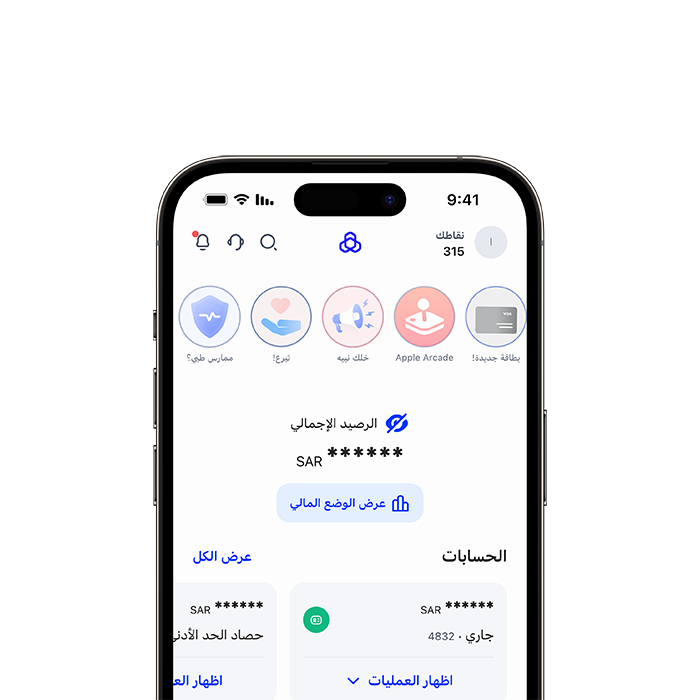 9:41
نقاطك
315
بطاقة جديدة!
VISA
Apple Arcade
خلك نبيه
تبرع!
ممارس طبي؟
الرصيد الإجمالي
****** SAR
عرض الوضع المالي
الحسابات
عرض الكل
****** SAR
جاري · 4832
اظهار العمليات
****** SAR
حصاد الحد الأدنى
اظهار الع